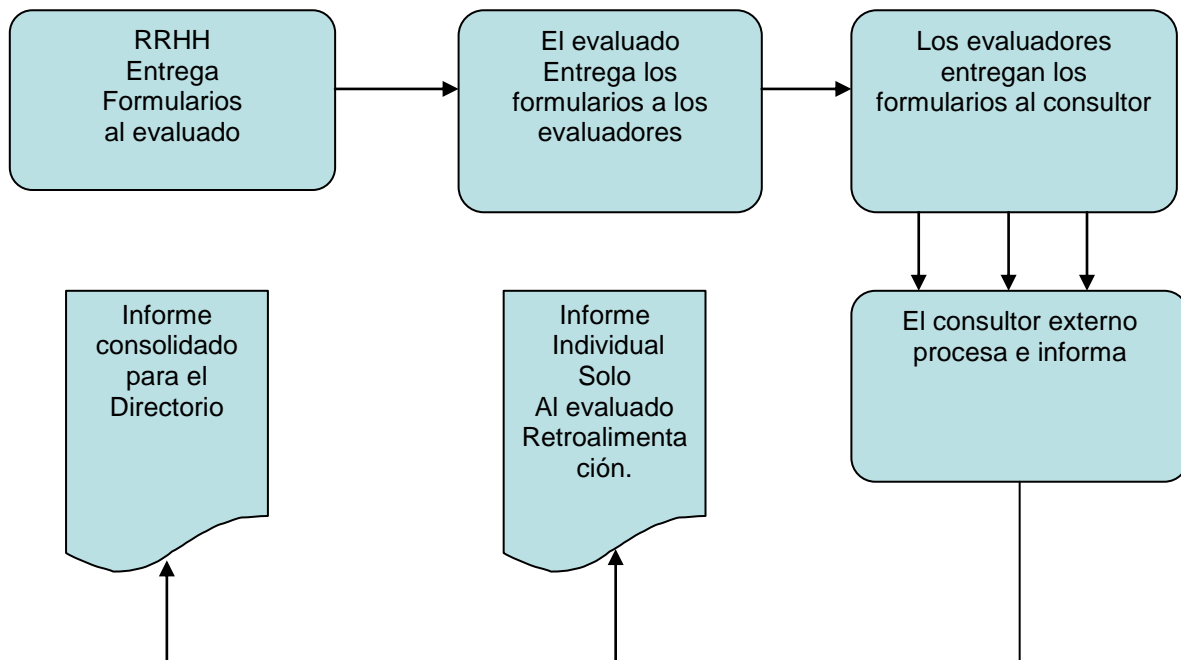 RRHH
Entrega
Formularios
al evaluado
El evaluado
Entrega los
formularios a los
evaluadores
Los evaluadores
entregan los
formularios al consultor
Informe
consolidado
para el
Directorio
Informe
Individual
Solo
Al evaluado
Retroalimenta
ción.
El consultor externo
procesa e informa